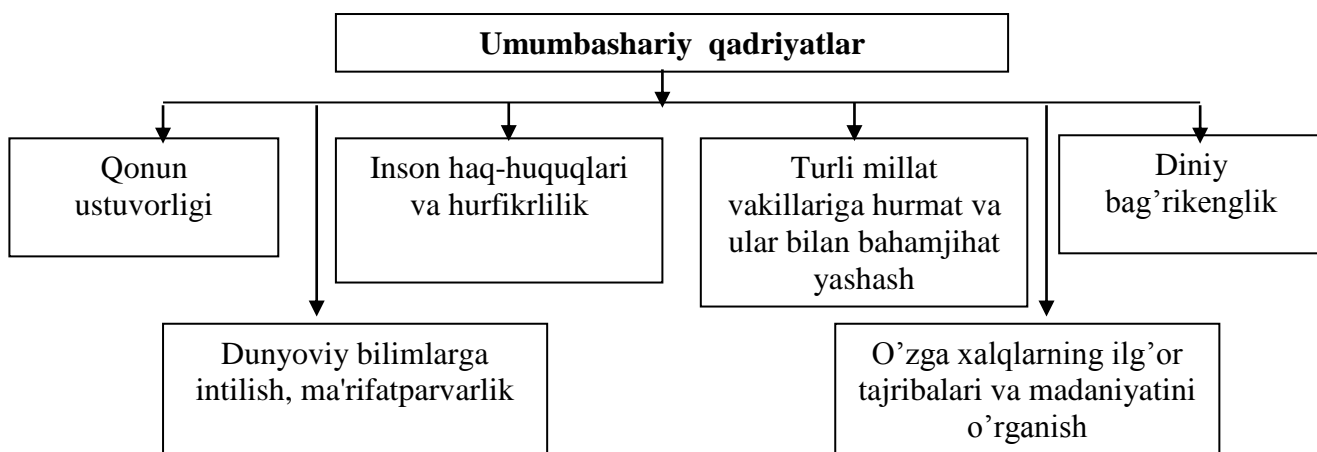 Umumbashariy qadriyatlar
Qonun
ustuvorligi
Inson haq-huquqlari
va hurfikrlilik
Turli millat
vakillariga hurmat va
ular bilan bahamjihat
yashash
Diniy
bag’rikenglik
Dunyoviy bilimlarga
intilish, ma'rifatparvarlik
O’zga xalqlarning ilg’or
tajribalari va madaniyatini
o’rganish